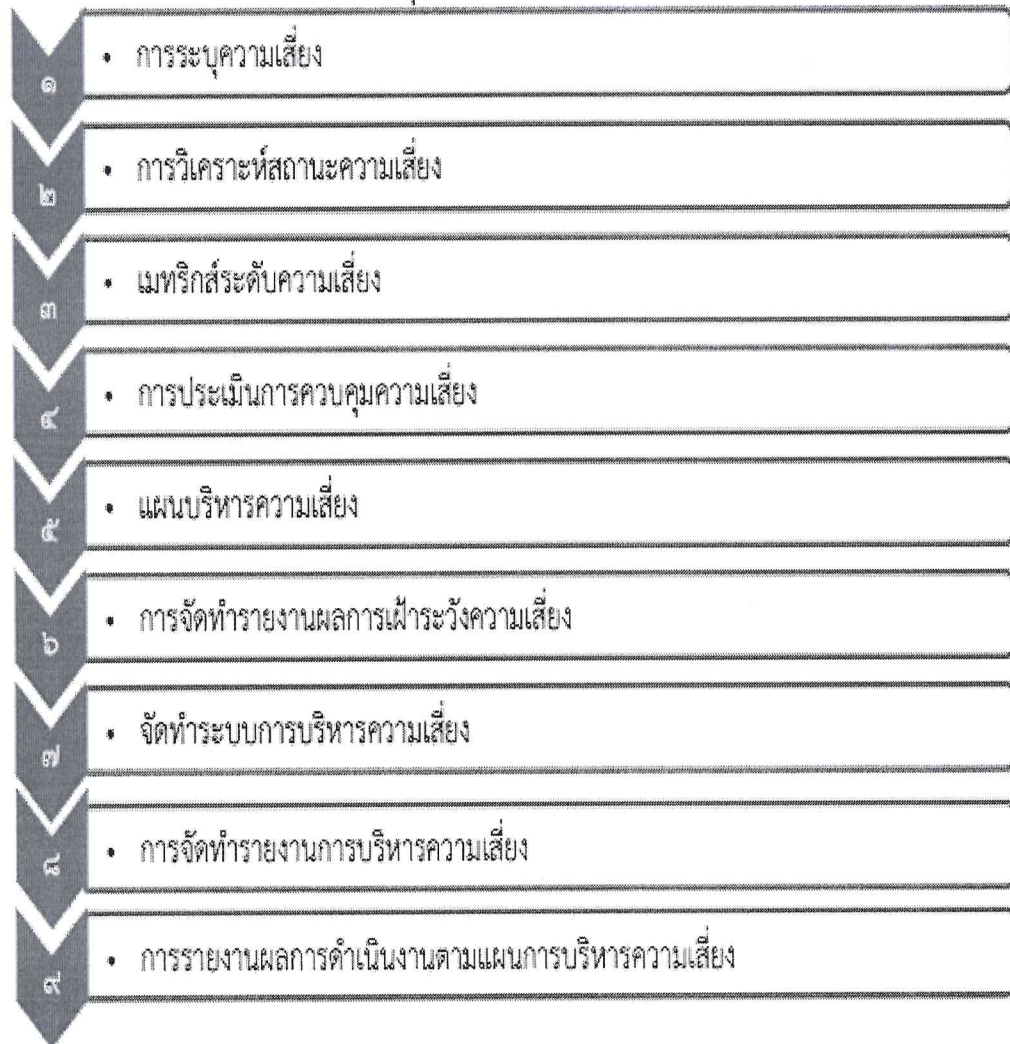 ๑ • การระบุความเสี่ยง
๒ • การวิเคราะห์สถานะความเสี่ยง
๓ • เมทริกส์ระดับความเสี่ยง
๔ • การประเมินการควบคุมความเสี่ยง
๕ • แผนบริหารความเสี่ยง
๖ • การจัดทำรายงานผลการเฝ้าระวังความเสี่ยง
๗ • จัดทำระบบการบริหารความเสี่ยง
๘ • การจัดทำรายงานการบริหารความเสี่ยง
๙ • การรายงานผลการดำเนินงานตามแผนการบริหารความเสี่ยง